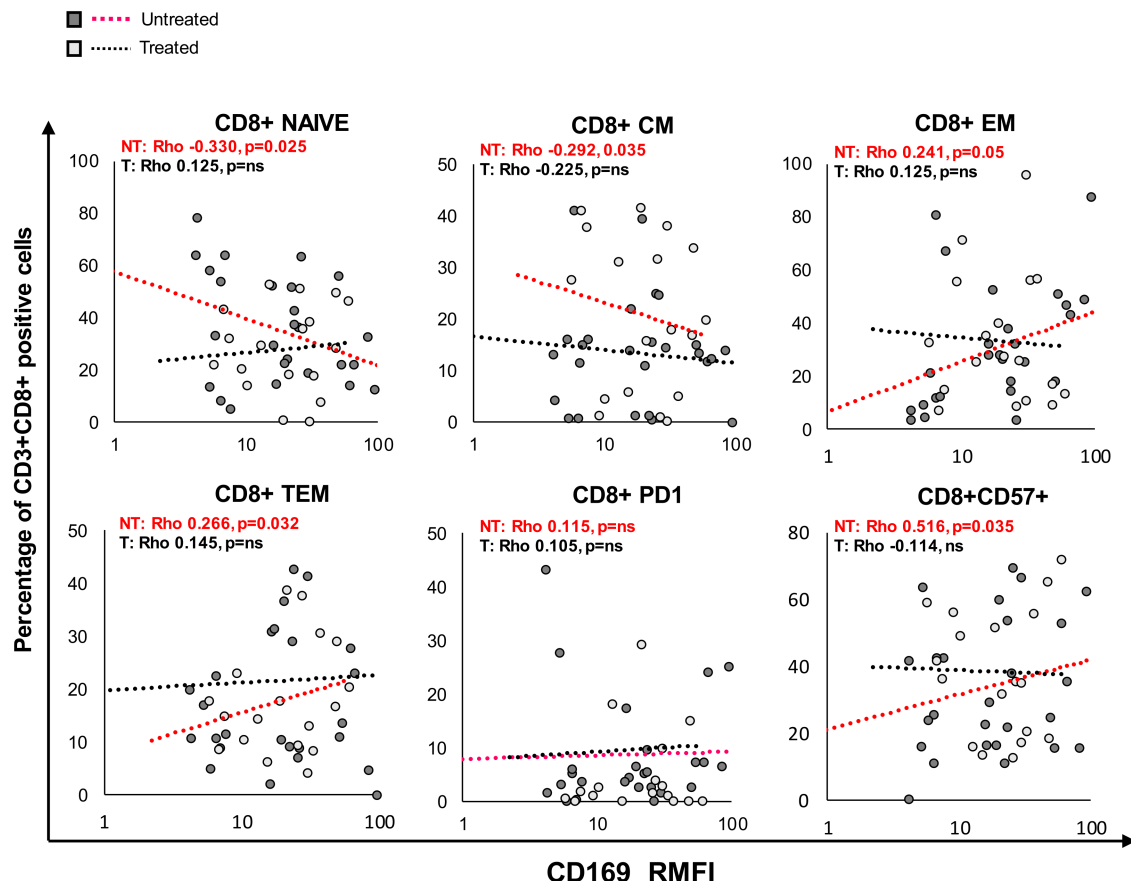 Untreated
Treated
Percentage of CD3+CD8+ positive cells
CD8+ NAIVE
NT: Rho -0.330, p=0.025
T: Rho 0.125, p=ns
100
80
60
40
20
0
1 10 100
CD8+ CM
NT: Rho -0.292, 0.035
T: Rho -0.225, p=ns
50
40
30
20
10
0
1 10 100
CD8+ EM
NT: Rho 0.241, p=0.05
T: Rho 0.125, p=ns
100
80
60
40
20
0
1 10 100
CD8+ TEM
NT: Rho 0.266, p=0.032
T: Rho 0.145, p=ns
50
40
30
20
10
0
1 10 100
CD8+ PD1
NT: Rho 0.115, p=ns
T: Rho 0.105, p=ns
50
40
30
20
10
0
1 10 100
CD8+CD57+
NT: Rho 0.516, p=0.035
T: Rho -0.114, ns
80
60
40
20
0
1 10 100
CD169 RMFI